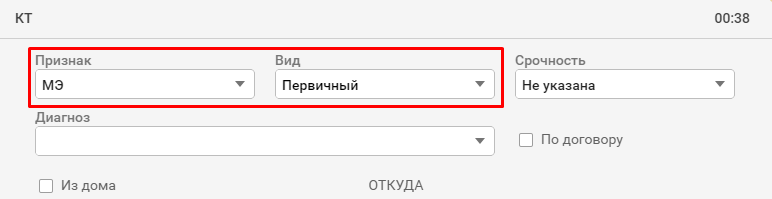 КТ 00:38
Признак Вид Срочность
МЭ Первичный Не указана
Диагноз
По договору
Из дома ОТКУДА